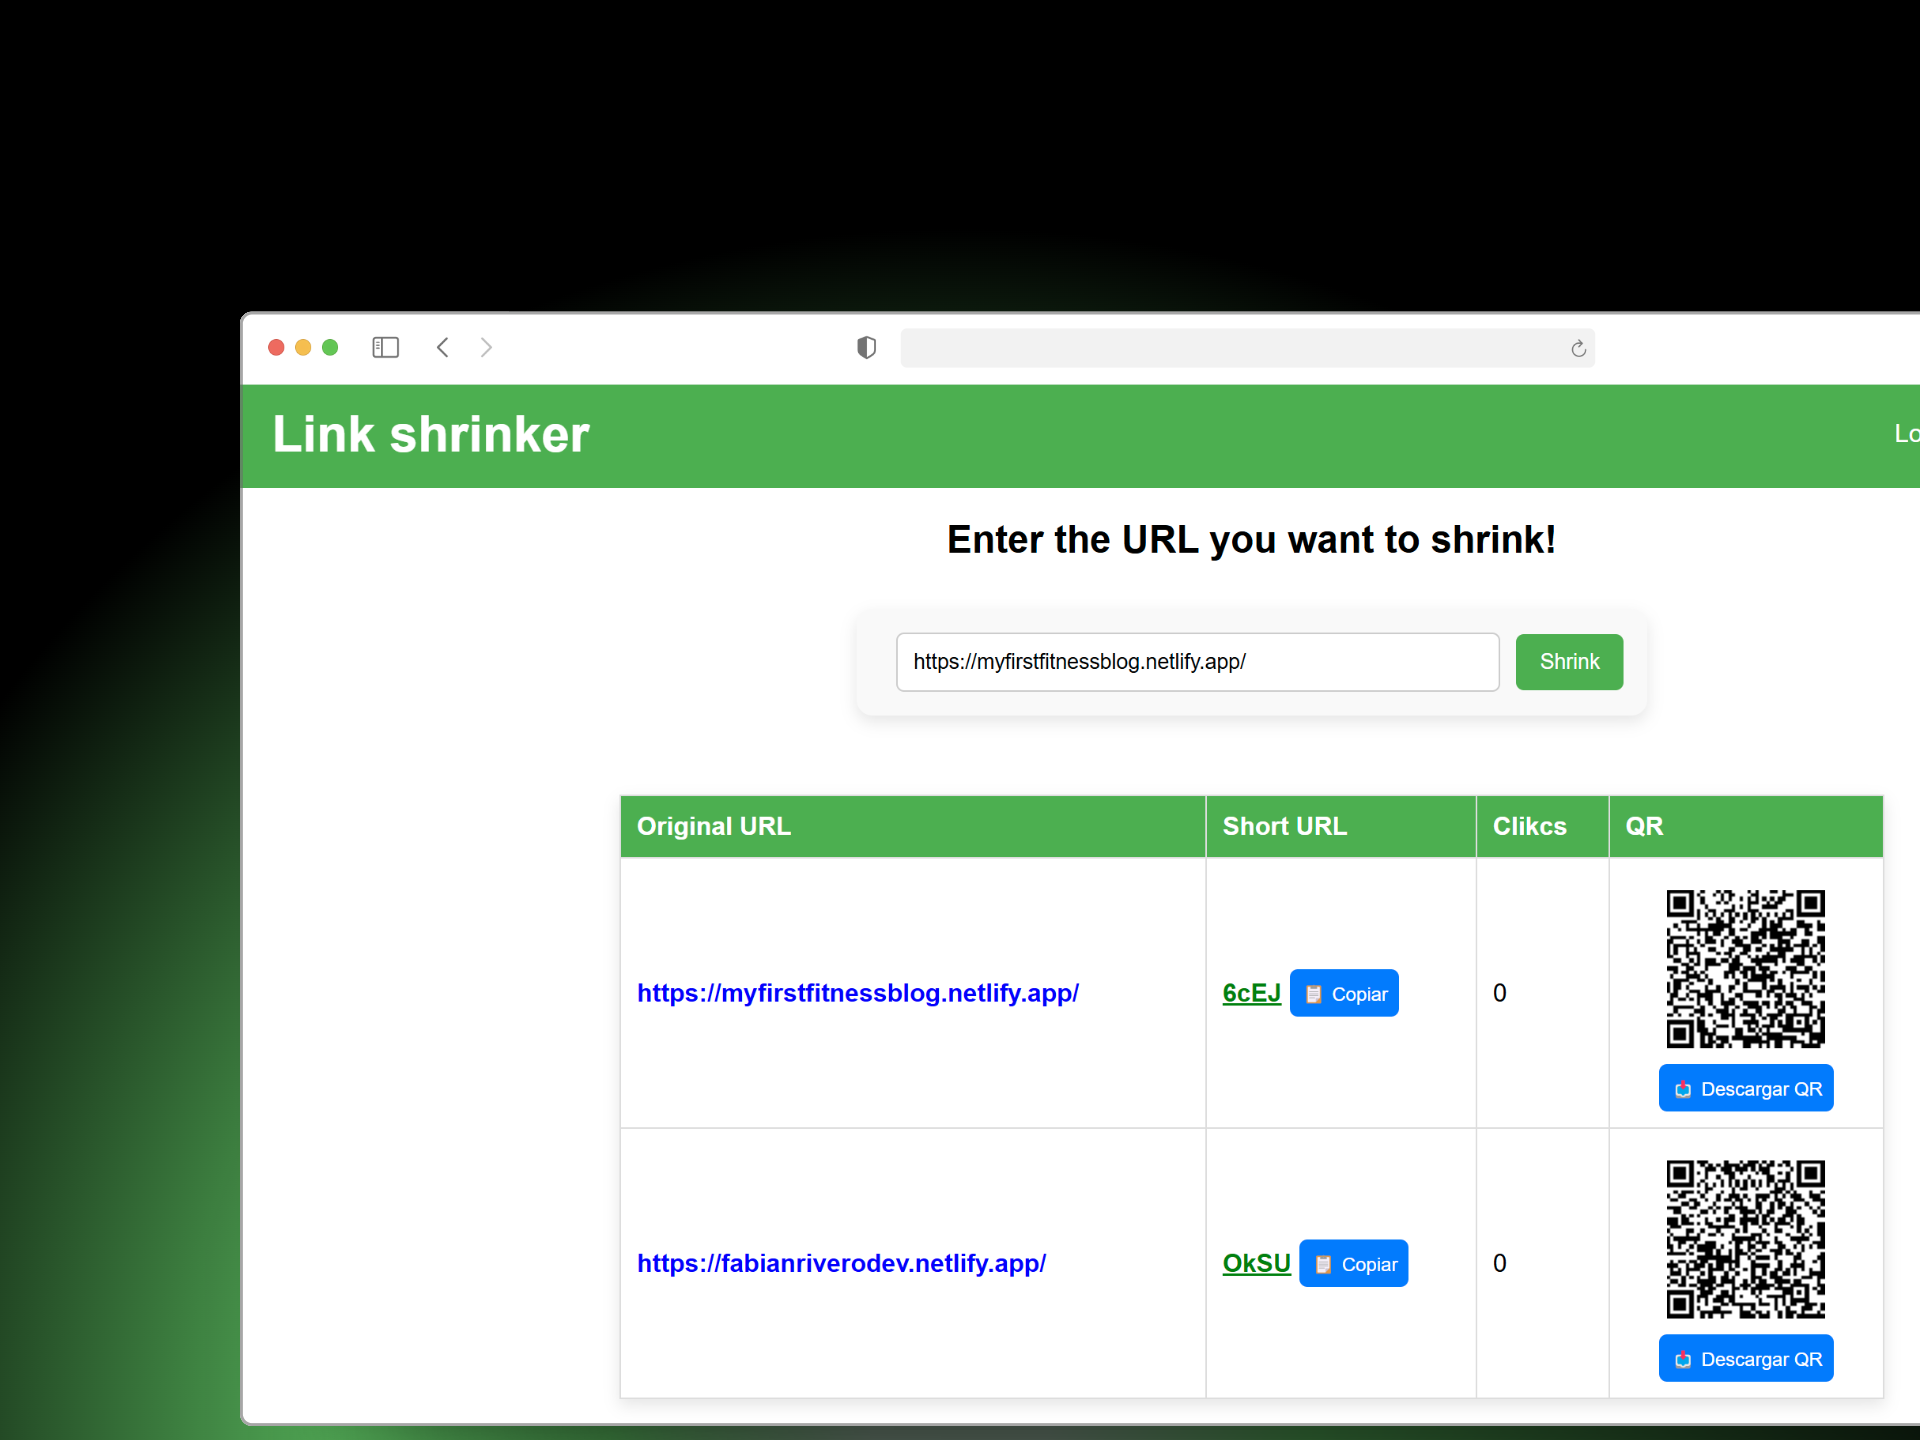 Link shrinker
Lo
Enter the URL you want to shrink!
https://myfirstfitnessblog.netlify.app/
Shrink
Original URL Short URL Clikcs QR
https://myfirstfitnessblog.netlify.app/ 6cEJ Copiar 0
Descargar QR
https://fabianriverodev.netlify.app/ OkSU Copiar 0
Descargar QR